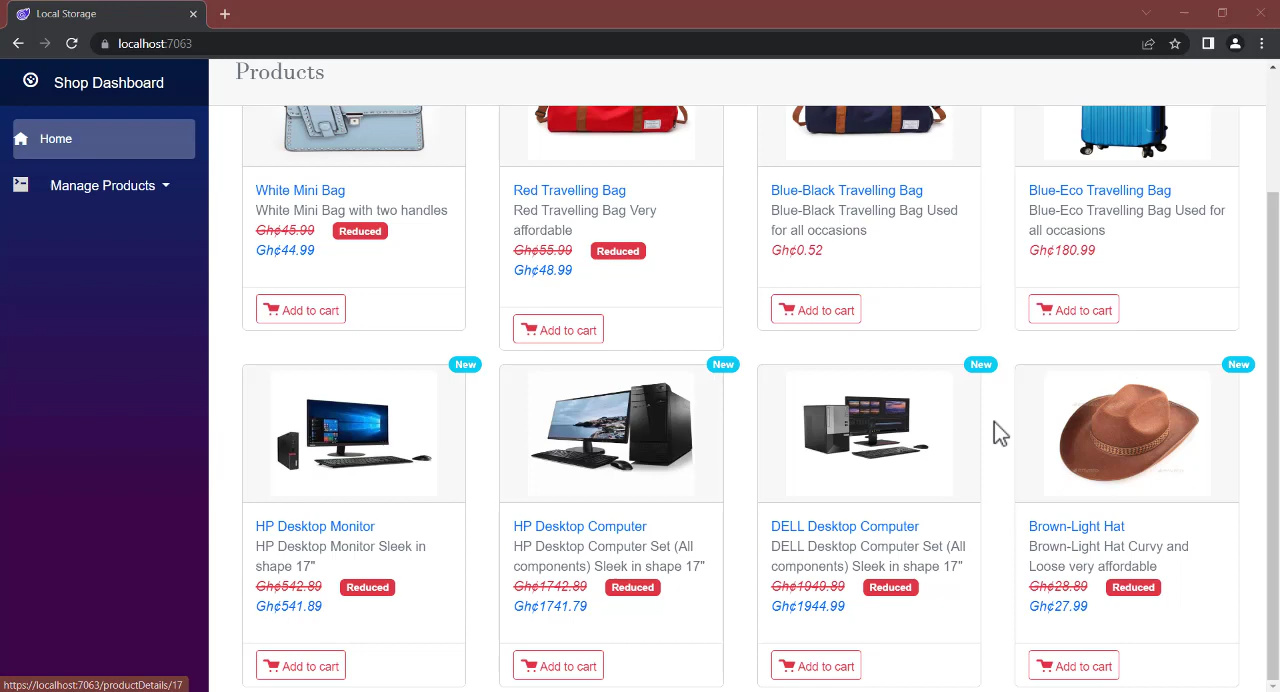 Local Storage
localhost:7063
Shop Dashboard
Products
Home
Manage Products
White Mini Bag
White Mini Bag with two handles
Gh¢45.99 Reduced
Gh¢44.99
Add to cart
Red Travelling Bag
Red Travelling Bag Very
affordable
Gh¢55.99 Reduced
Gh¢48.99
Add to cart
Blue-Black Travelling Bag
Blue-Black Travelling Bag Used
for all occasions
Gh¢0.52
Add to cart
Blue-Eco Travelling Bag
Blue-Eco Travelling Bag Used for
all occasions
Gh¢180.99
Add to cart
New
HP Desktop Monitor
HP Desktop Monitor Sleek in
shape 17"
Gh¢542.89 Reduced
Gh¢541.89
Add to cart
New
HP Desktop Computer
HP Desktop Computer Set (All
components) Sleek in shape 17"
Gh¢1742.89 Reduced
Gh¢1741.79
Add to cart
New
DELL Desktop Computer
DELL Desktop Computer Set (All
components) Sleek in shape 17"
Gh¢1949.89 Reduced
Gh¢1944.99
Add to cart
New
Brown-Light Hat
Brown-Light Hat Curvy and
Loose very affordable
Gh¢28.89 Reduced
Gh¢27.99
Add to cart
https://localhost:7063/productDetails/17